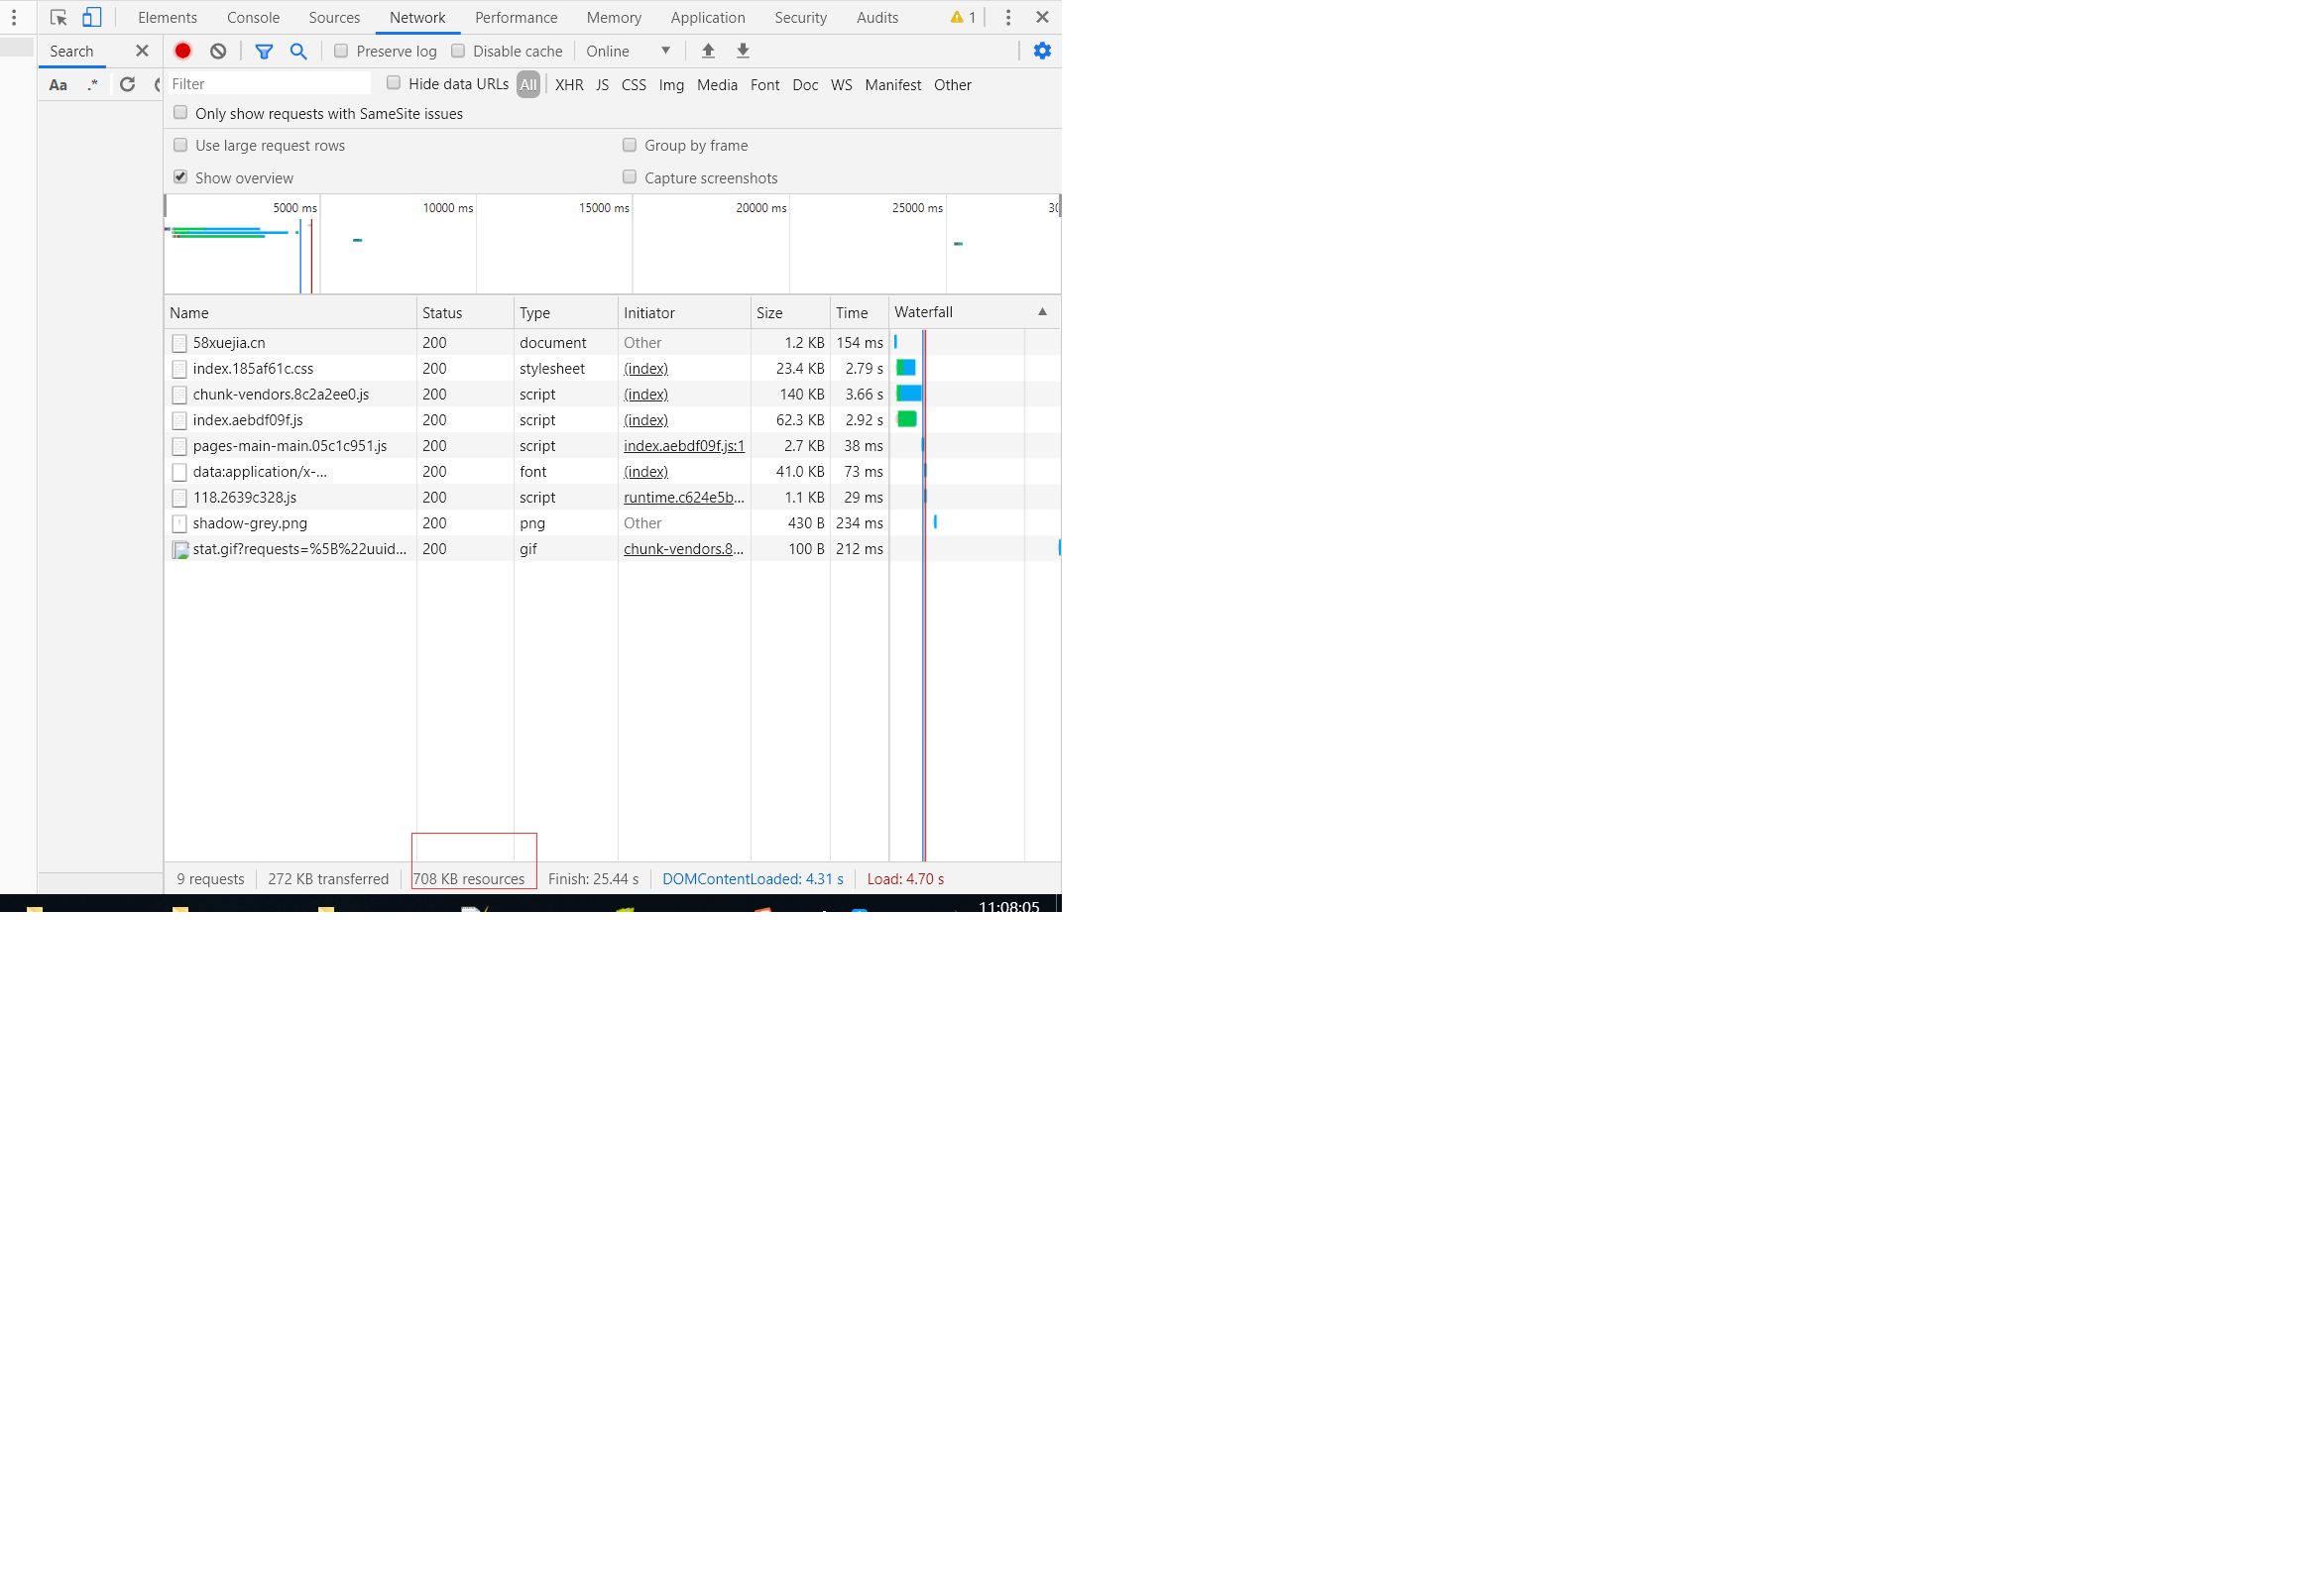 Elements Console Sources Network Performance Memory Application Security Audits 1
Search
Preserve log Disable cache Online
Aa .*
Filter Hide data URLs All XHR JS CSS Img Media Font Doc WS Manifest Other
Only show requests with SameSite issues
Use large request rows Group by frame
Show overview Capture screenshots
5000 ms 10000 ms 15000 ms 20000 ms 25000 ms
Name Status Type Initiator Size Time Waterfall
58xuejia.cn 200 document Other 1.2 KB 154 ms
index.185af61c.css 200 stylesheet (index) 23.4 KB 2.79 s
chunk-vendors.8c2a2ee0.js 200 script (index) 140 KB 3.66 s
index.aebdf09f.js 200 script (index) 62.3 KB 2.92 s
pages-main-main.05c1c951.js 200 script index.aebdf09f.js:1 2.7 KB 38 ms
data:application/x-... 200 font (index) 41.0 KB 73 ms
118.2639c328.js 200 script runtime.c624e5b... 1.1 KB 29 ms
shadow-grey.png 200 png Other 430 B 234 ms
stat.gif?requests=%5B%22uuid... 200 gif chunk-vendors.8... 100 B 212 ms
9 requests 272 KB transferred 708 KB resources Finish: 25.44 s DOMContentLoaded: 4.31 s Load: 4.70 s
11:08:05